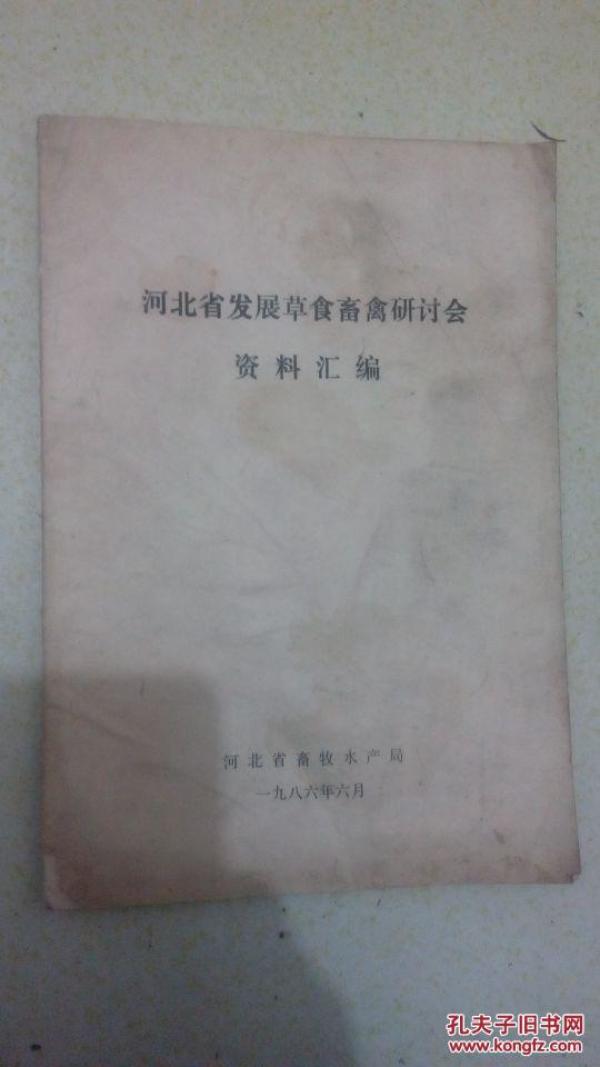 河北省发展草食畜禽研讨会
资料汇编
河北省畜牧水产局
一九八六年六月
孔夫子旧书网
www.kongfz.com